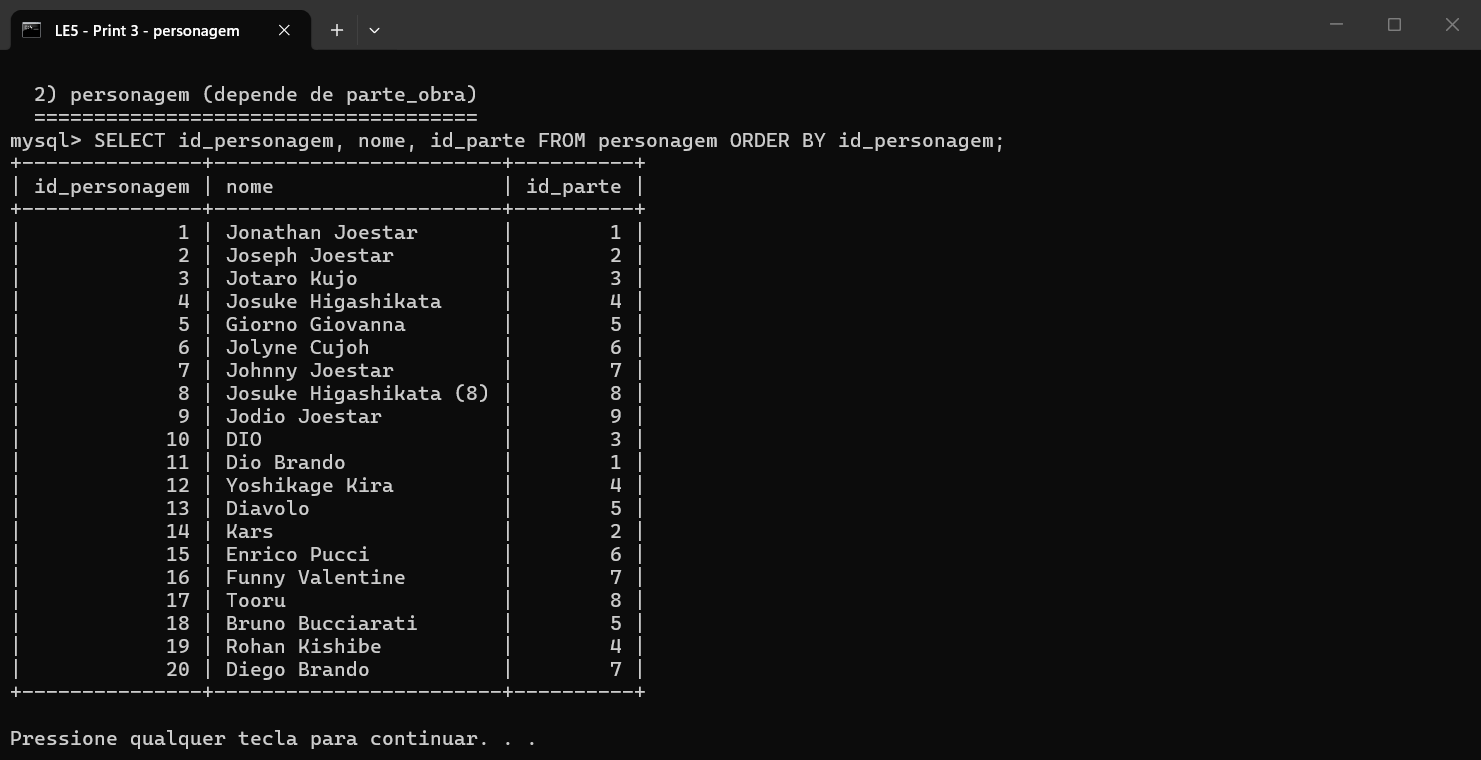 LE5 - Print 3 - personagem
2) personagem (depende de parte_obra)
=====================================
mysql> SELECT id_personagem, nome, id_parte FROM personagem ORDER BY id_personagem;
+---------------+------------------------+----------+
| id_personagem | nome                   | id_parte |
+---------------+------------------------+----------+
|             1 | Jonathan Joestar       |        1 |
|             2 | Joseph Joestar         |        2 |
|             3 | Jotaro Kujo            |        3 |
|             4 | Josuke Higashikata     |        4 |
|             5 | Giorno Giovanna        |        5 |
|             6 | Jolyne Cujoh           |        6 |
|             7 | Johnny Joestar         |        7 |
|             8 | Josuke Higashikata (8) |        8 |
|             9 | Jodio Joestar          |        9 |
|            10 | DIO                    |        3 |
|            11 | Dio Brando             |        1 |
|            12 | Yoshikage Kira         |        4 |
|            13 | Diavolo                |        5 |
|            14 | Kars                   |        2 |
|            15 | Enrico Pucci           |        6 |
|            16 | Funny Valentine        |        7 |
|            17 | Tooru                  |        8 |
|            18 | Bruno Bucciarati       |        5 |
|            19 | Rohan Kishibe          |        4 |
|            20 | Diego Brando           |        7 |
+---------------+------------------------+----------+
Pressione qualquer tecla para continuar. . .